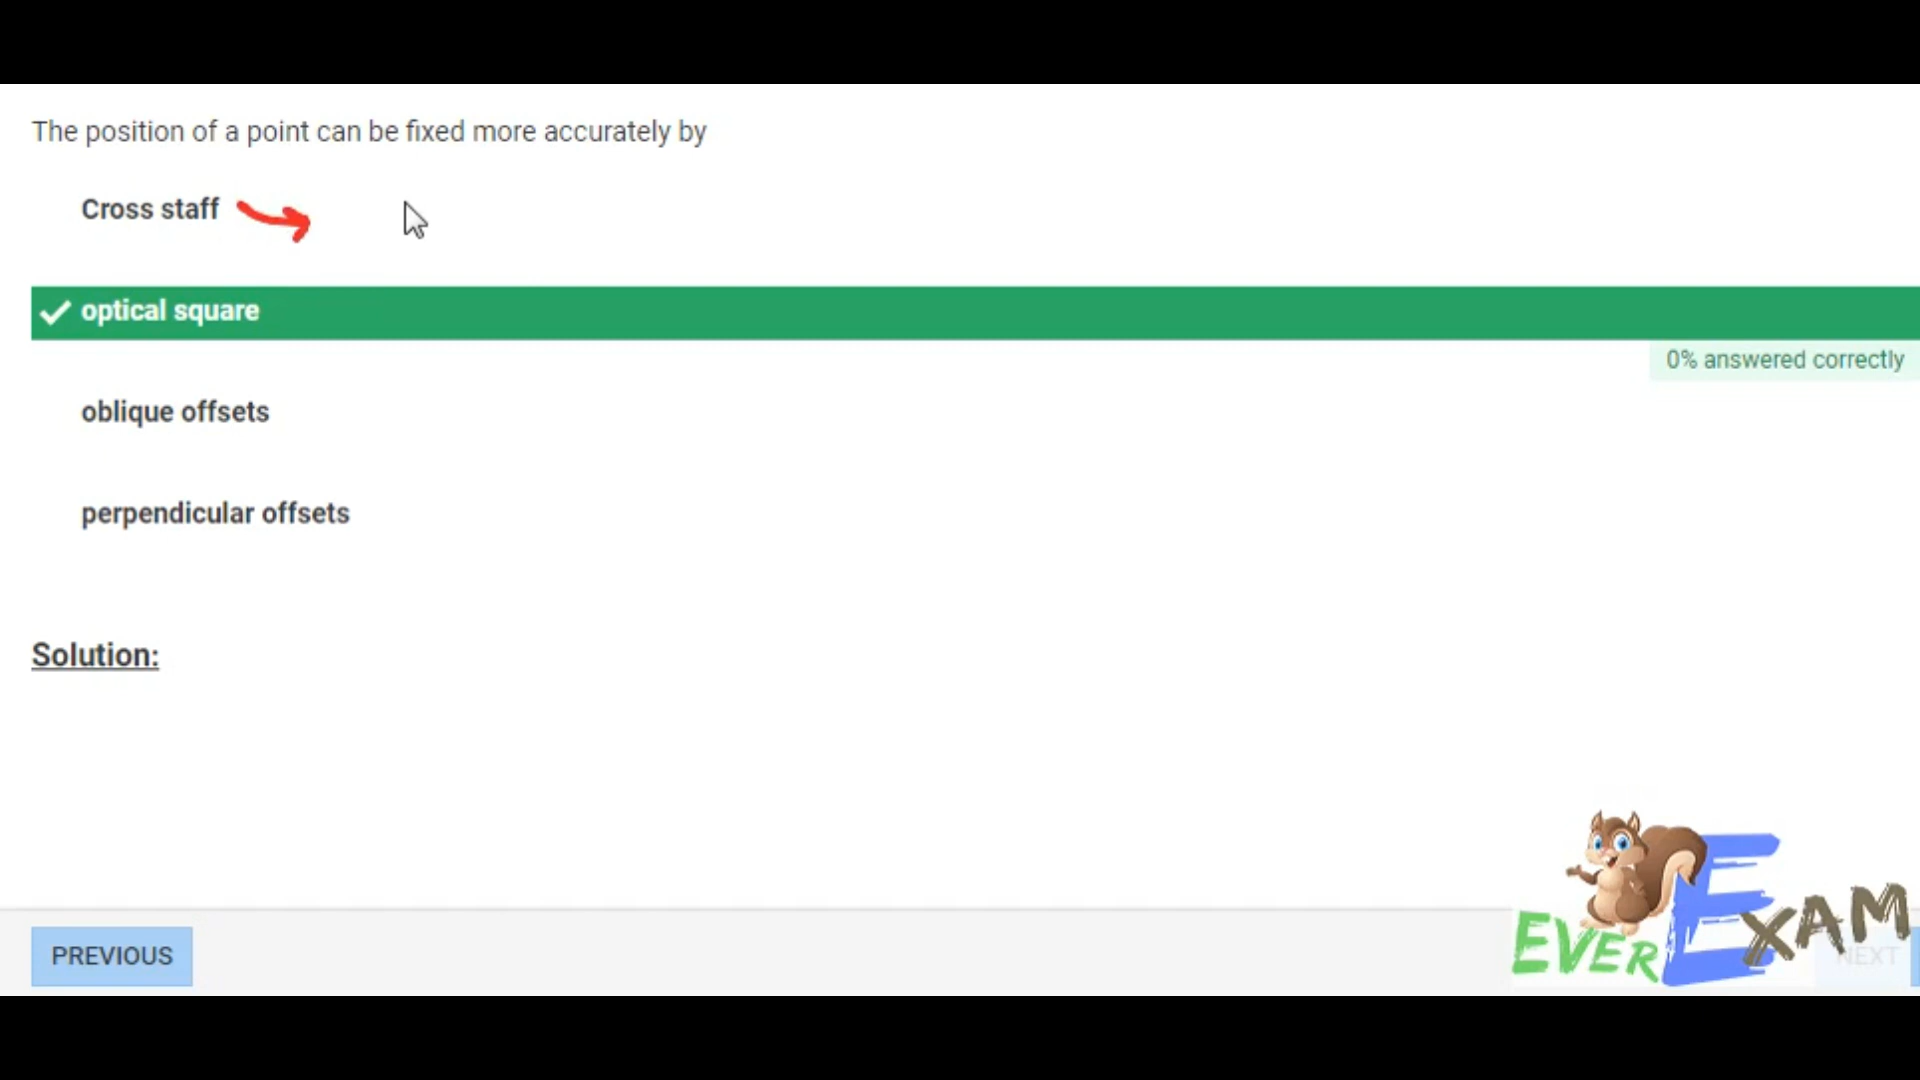 The position of a point can be fixed more accurately by
Cross staff
optical square
0% answered correctly
oblique offsets
perpendicular offsets
Solution:
PREVIOUS
EVER EXAM
NEXT